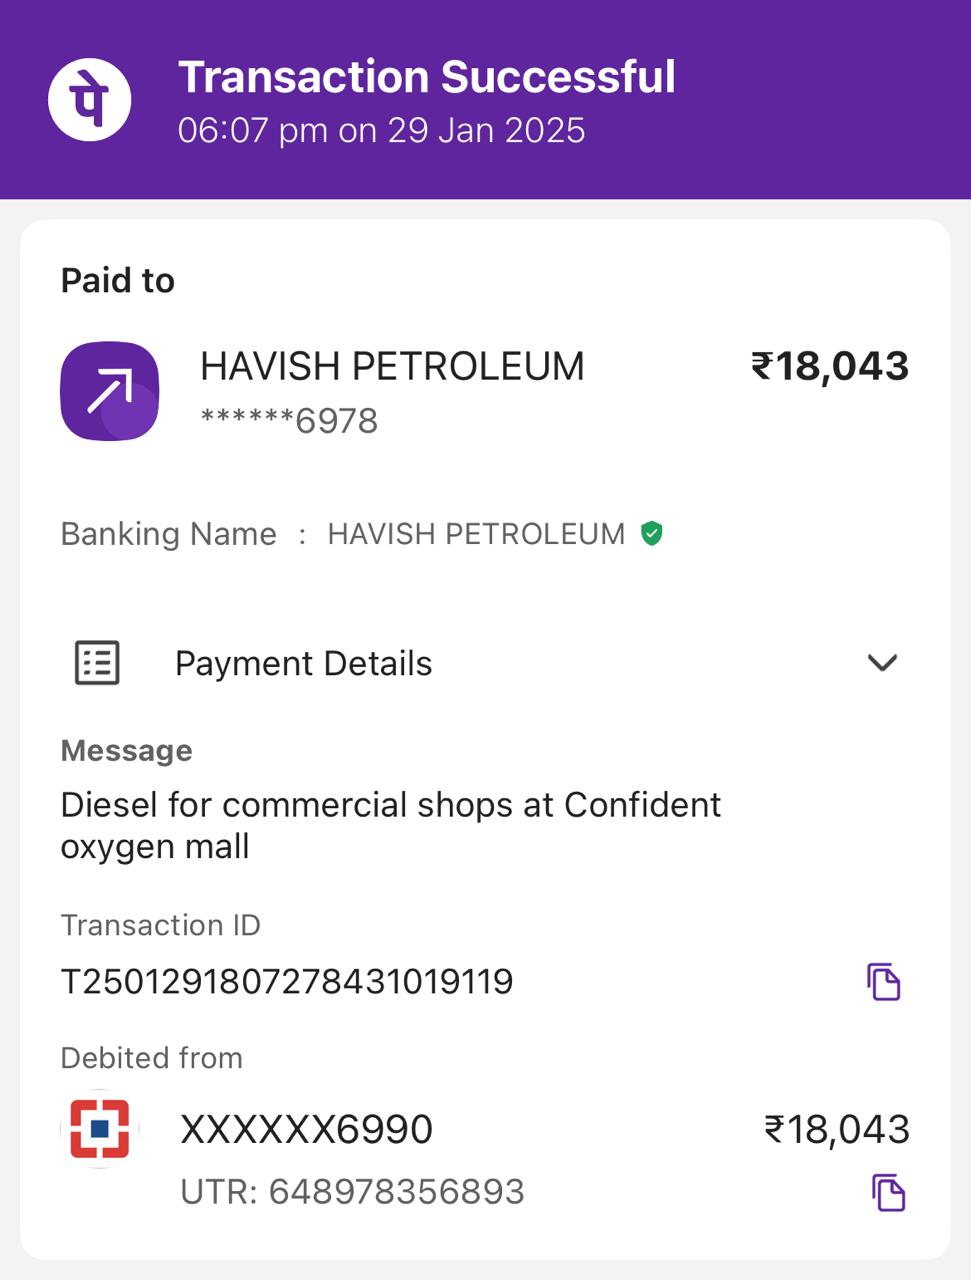 पे
Transaction Successful
06:07 pm on 29 Jan 2025
Paid to
HAVISH PETROLEUM ₹18,043
******6978
Banking Name : HAVISH PETROLEUM
Payment Details
Message
Diesel for commercial shops at Confident
oxygen mall
Transaction ID
T2501291807278431019119
Debited from
XXXXXX6990 ₹18,043
UTR: 648978356893